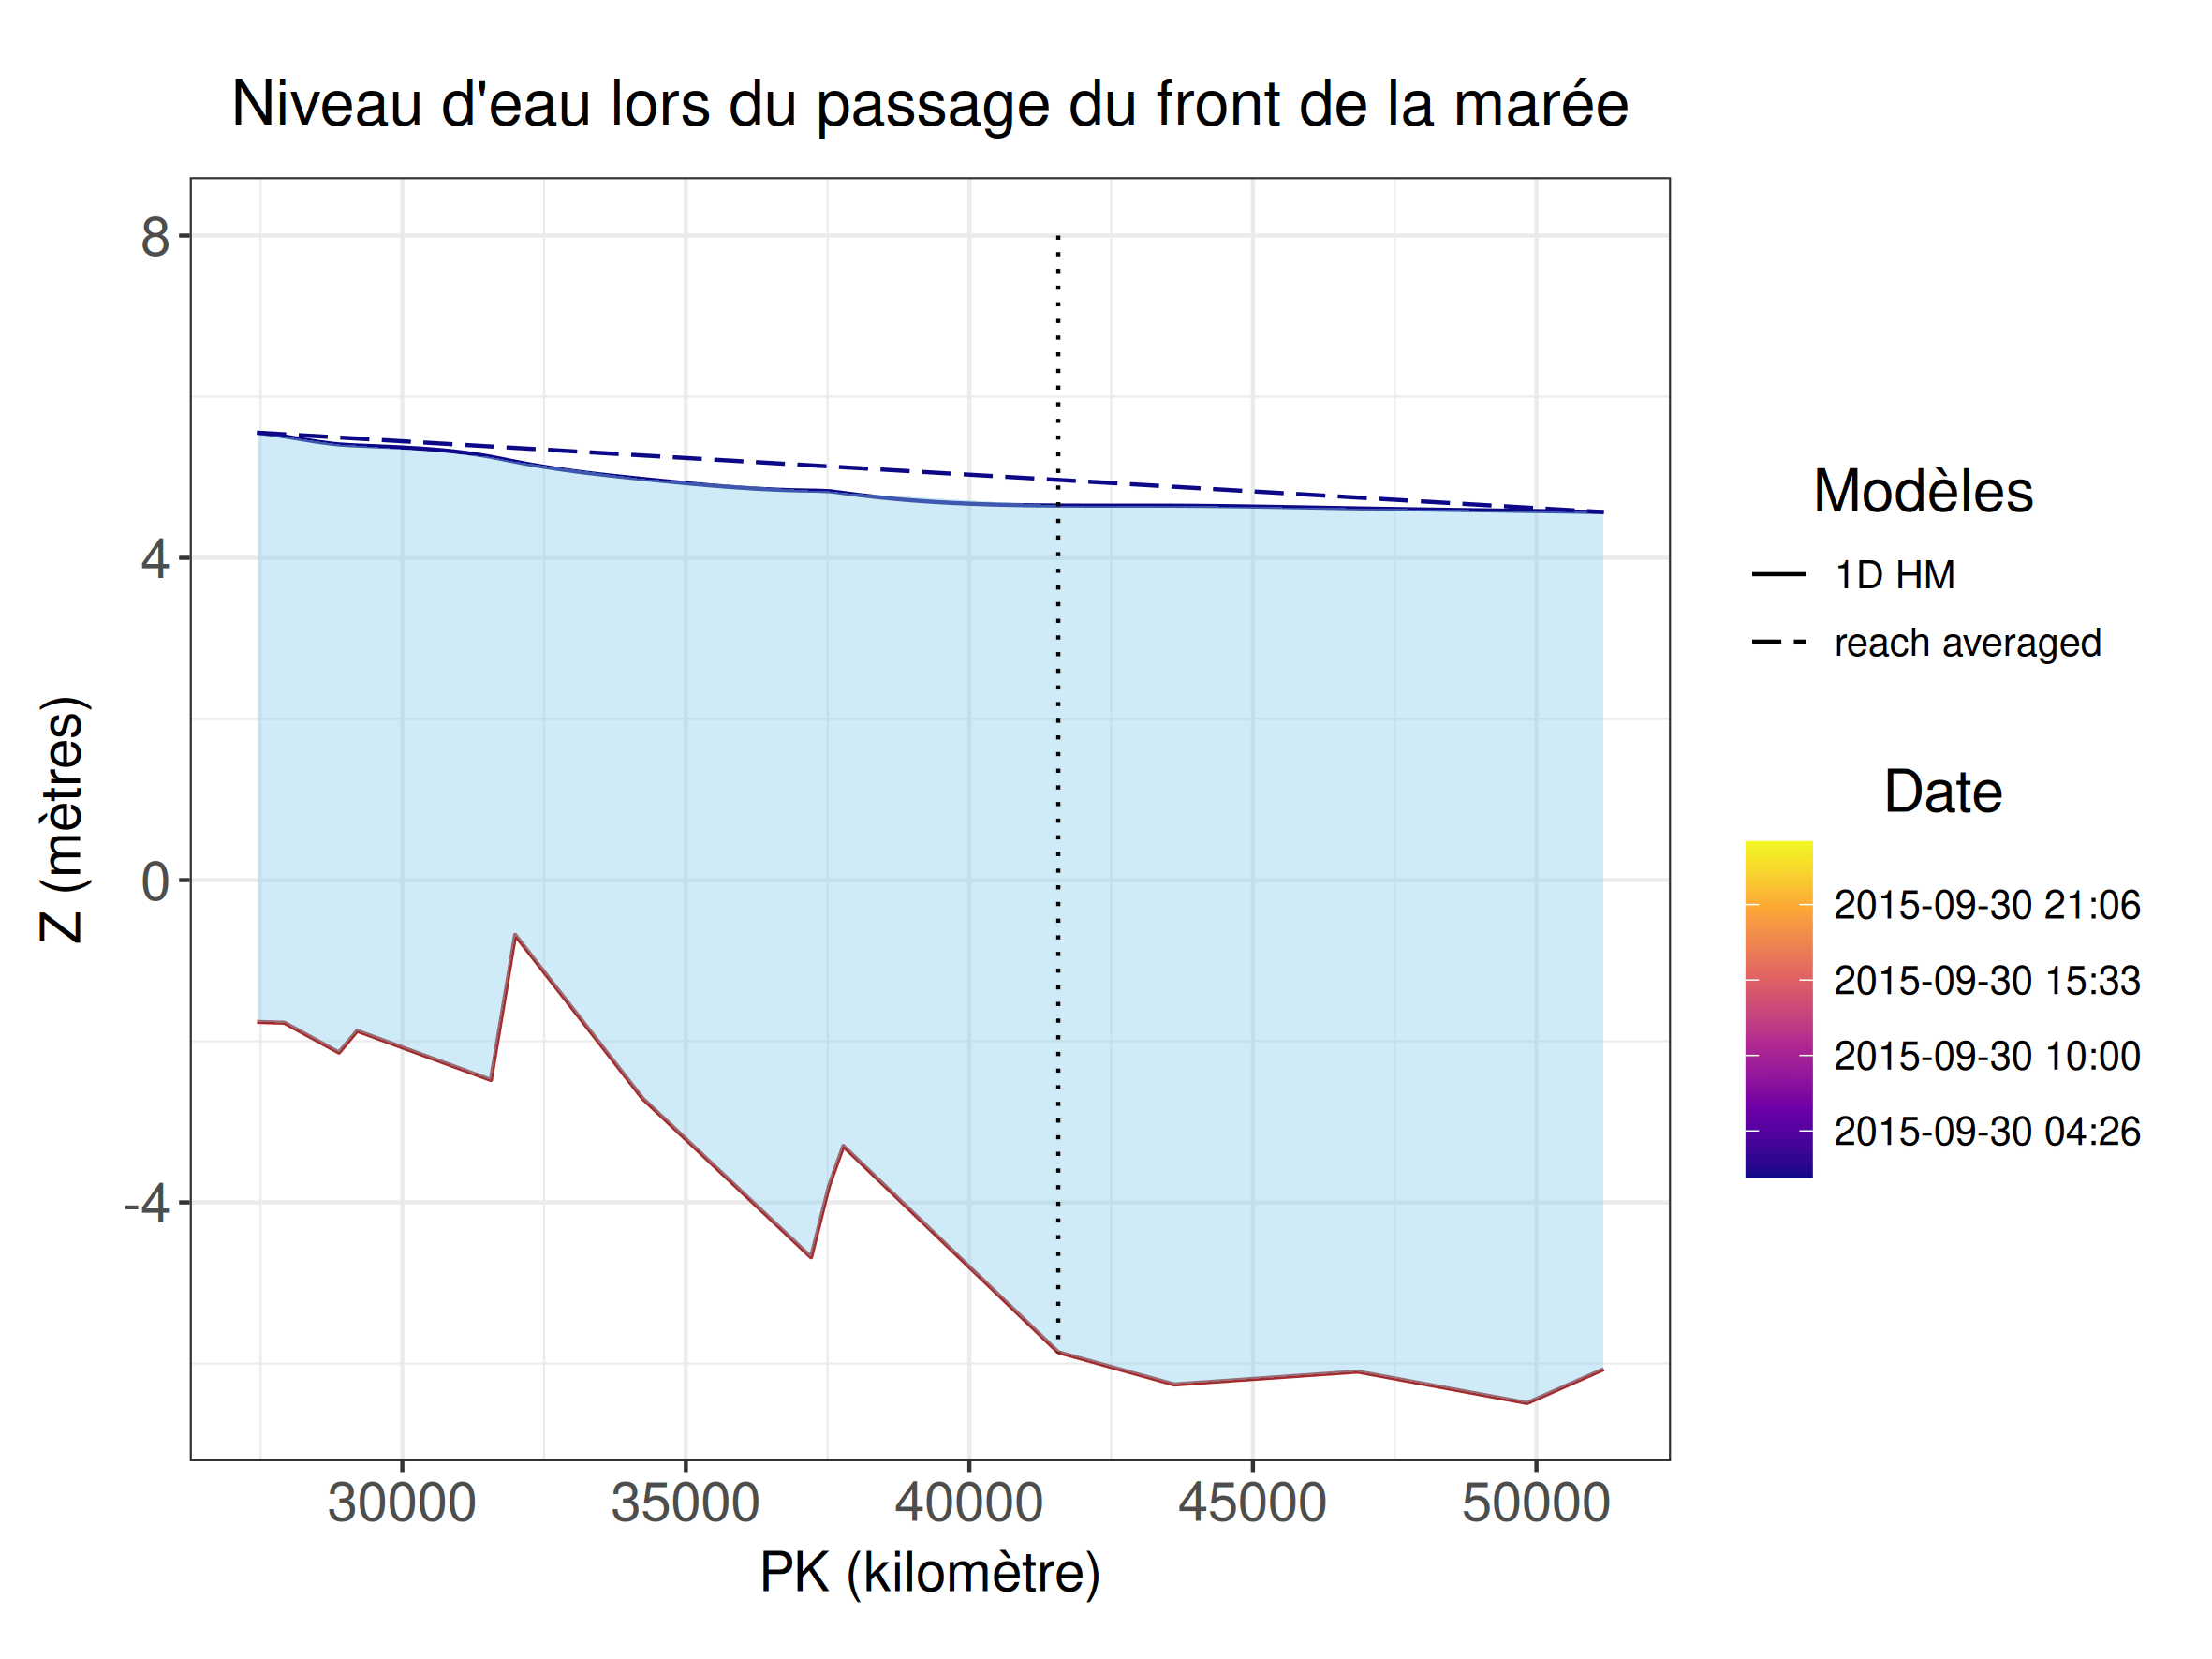 Niveau d'eau lors du passage du front de la marée
8
4
0
-4
Z (mètres)
30000 35000 40000 45000 50000
PK (kilomètre)
Modèles
1D HM
reach averaged
Date
2015-09-30 21:06
2015-09-30 15:33
2015-09-30 10:00
2015-09-30 04:26